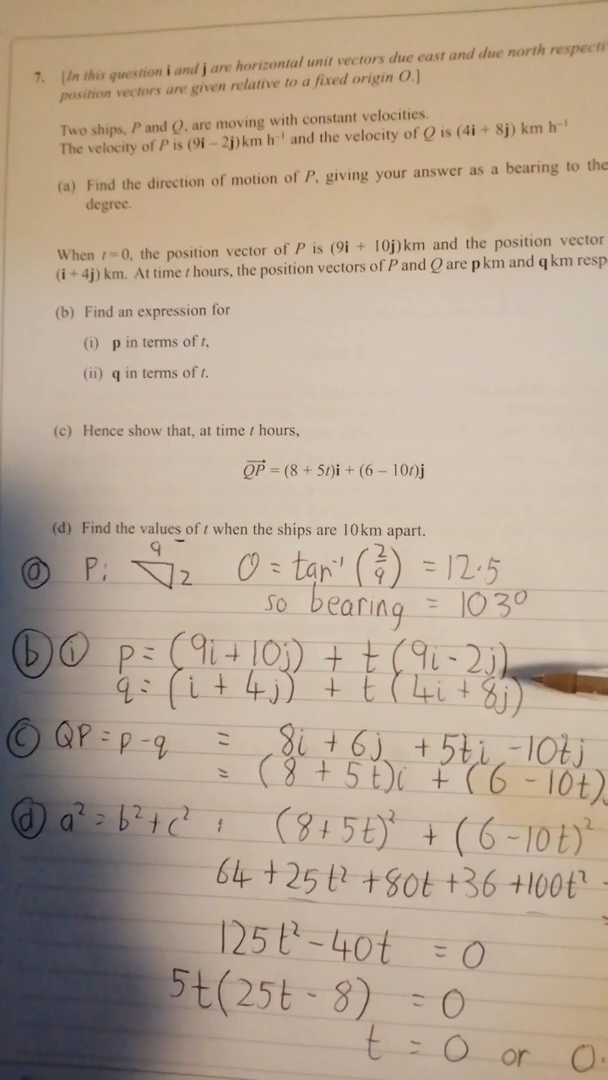 7. [In this question i and j are horizontal unit vectors due east and due north
position vectors are given relative to a fixed origin O.]
Two ships, P and Q, are moving with constant velocities.
The velocity of P is (9i – 2j) km h⁻¹ and the velocity of Q is (4i + 8j) km h⁻¹
(a) Find the direction of motion of P, giving your answer as a bearing to the
degree.
When t = 0, the position vector of P is (9i + 10j) km and the position vector
(i + 4j) km. At time t hours, the position vectors of P and Q are p km and q km
(b) Find an expression for
(i) p in terms of t,
(ii) q in terms of t.
(c) Hence show that, at time t hours,
QP = (8 + 5t)i + (6 – 10t)j
(d) Find the values of t when the ships are 10 km apart.
(a) P: 9 2 θ = tan⁻¹ (2/9) = 12.5
so bearing = 103°
(b) (i) p = (9i + 10j) + t (9i - 2j)
q = (i + 4j) + t (4i + 8j)
(c) QP = p - q = 8i + 6j + 5ti - 10tj
= (8 + 5t)i + (6 - 10t)
(d) a² = b² + c² , (8+5t)² + (6-10t)²
64 + 25t² + 80t + 36 + 100t²
125t² - 40t = 0
5t(25t - 8) = 0
t = 0 or 0.